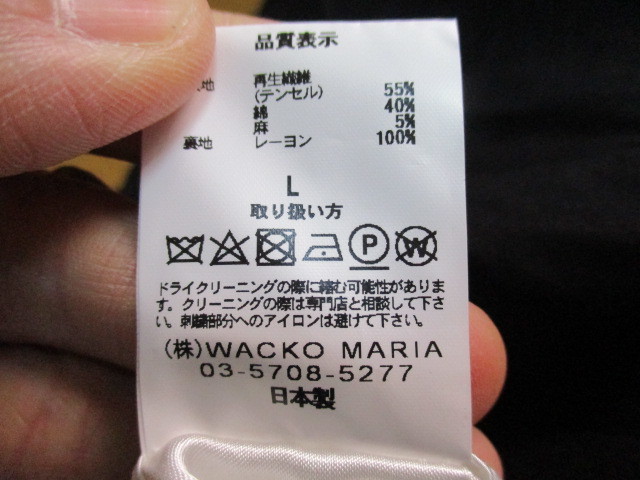 品質表示
地 再生繊維
(テンセル) 55%
綿 40%
麻 5%
裏地 レーヨン 100%
L
取り扱い方
P W
ドライクリーニングの際に縮む可能性がありま
す。クリーニングの際は専門店と相談して下さ
い。刺繍部分へのアイロンは避けて下さい。
(株)WACKO MARIA
03-5708-5277
日本製